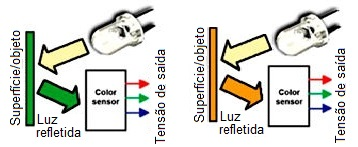 Superfície/objeto
Color
sensor
Luz
refletida
Tensão de saída
Superfície/objeto
Color
sensor
Luz
refletida
Tensão de saída